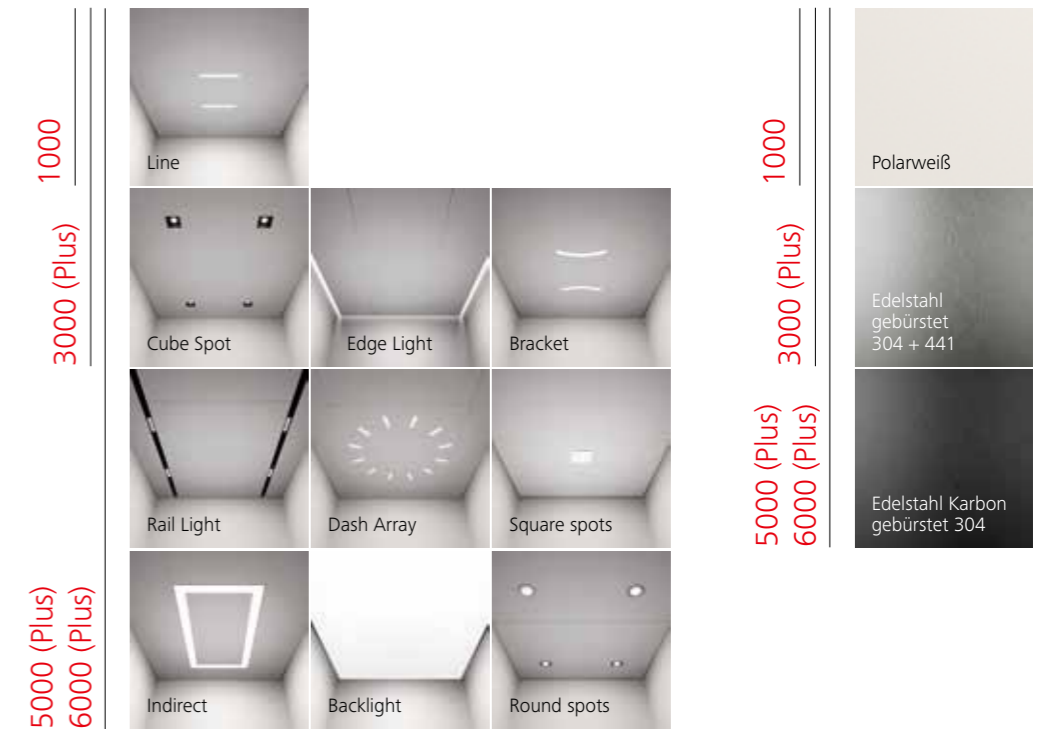 1000
Line
3000 (Plus)
Cube Spot
Edge Light
Bracket
Rail Light
Dash Array
Square spots
5000 (Plus)
6000 (Plus)
Indirect
Backlight
Round spots
1000
Polarweiß
3000 (Plus)
Edelstahl
gebürstet
304 + 441
5000 (Plus)
6000 (Plus)
Edelstahl Karbon
gebürstet 304